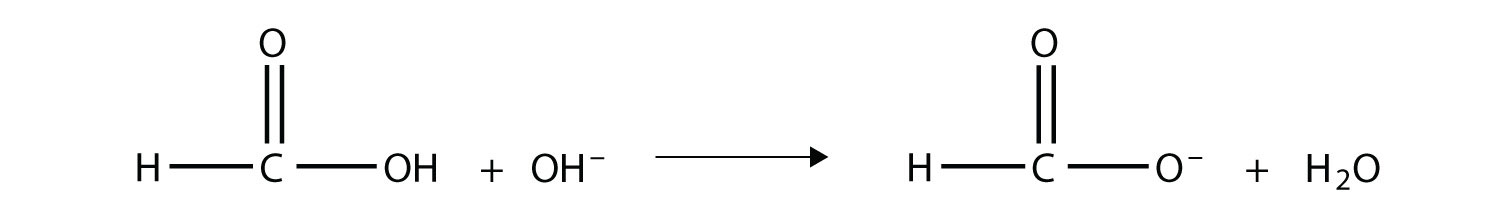 O O
H C OH + OH⁻ H C O⁻ + H₂O